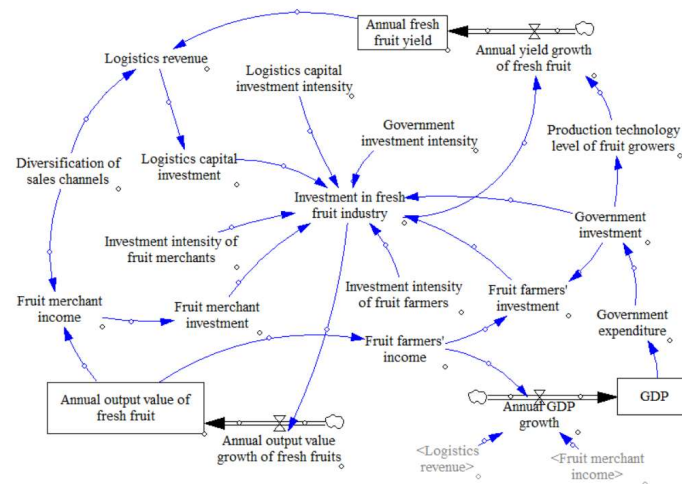 Annual fresh
fruit yield
Annual yield growth
of fresh fruit
Logistics revenue
Logistics capital
investment intensity
Government
investment intensity
Production technology
level of fruit growers
Diversification of
sales channels
Logistics capital
investment
Investment in fresh
fruit industry
Government
investment
Investment intensity of
fruit merchants
Fruit merchant
income
Fruit merchant
investment
Investment intensity
of fruit farmers
Fruit farmers'
investment
Government
expenditure
Fruit farmers'
income
Annual output value of
fresh fruit
Annual output value
growth of fresh fruits
Annual GDP
growth
GDP
<Logistics
revenue>
<Fruit merchant
income>